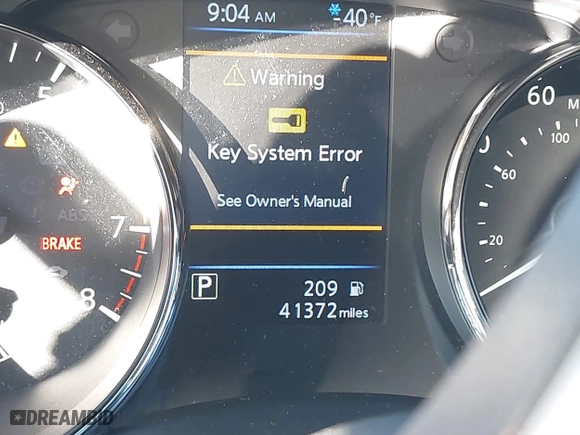 9:04 AM
-40°F
Warning
5
60
Key System Error
100
60
See Owner's Manual
ABS
7
BRAKE
20
8
P
209
41372 miles
DREAMBID